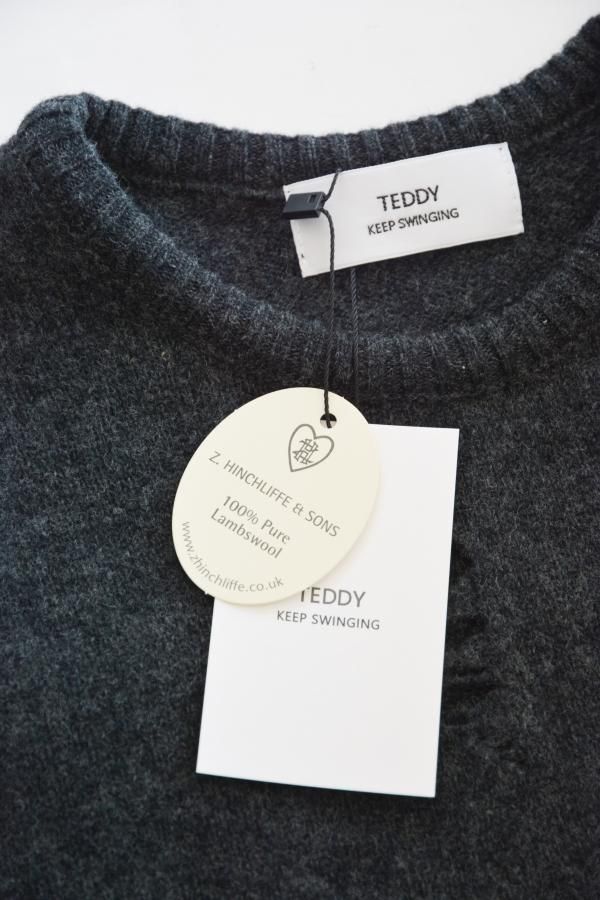 TEDDY
KEEP SWINGING
Z. HINCHLIFFE & SONS
100% Pure
Lambswool
www.zhinchliffe.co.uk
TEDDY
KEEP SWINGING